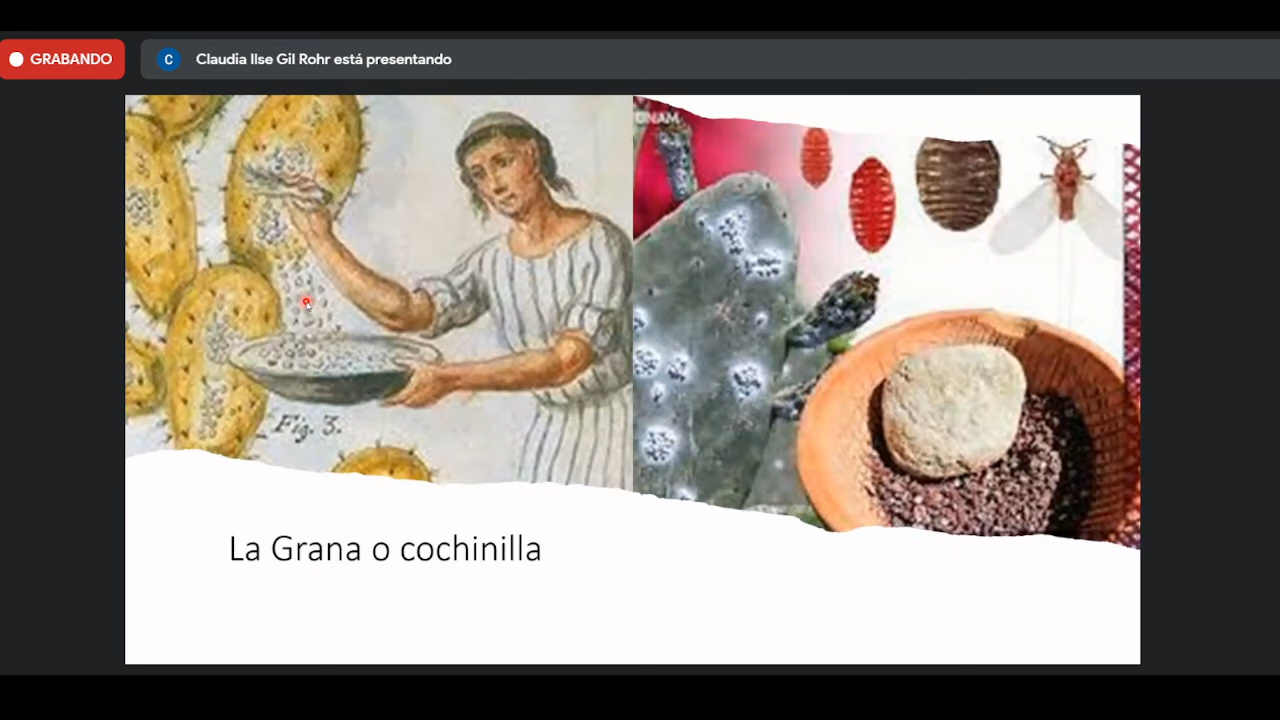 GRABANDO
C
Claudia Ilse Gil Rohr está presentando
UNAM
Fig. 3.
La Grana o cochinilla